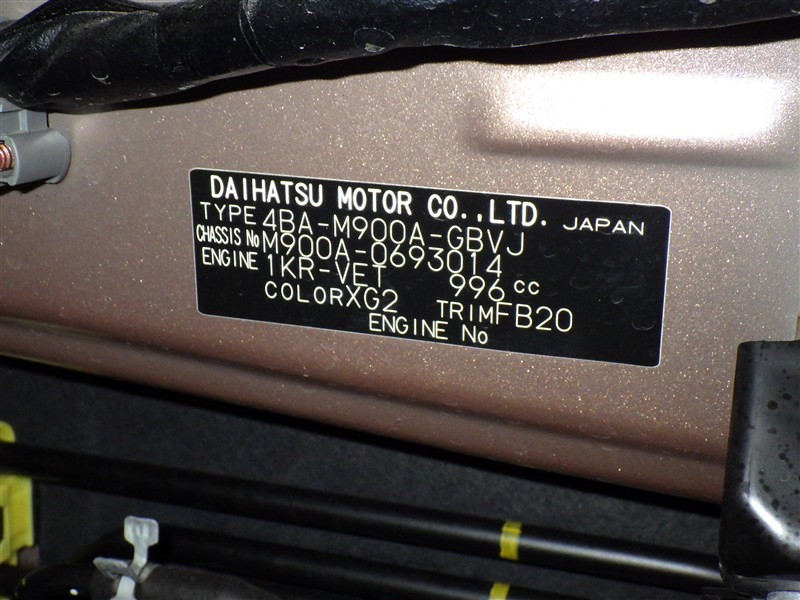 DAIHATSU MOTOR CO.,LTD. JAPAN
TYPE 4BA-M900A-GBVJ
CHASSIS No M900A-0693014
ENGINE 1KR-VET 996 cc
COLOR XG2 TRIM FB20
ENGINE No